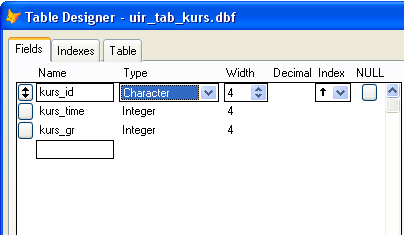 Table Designer - uir_tab_kurs.dbf
Fields Indexes Table
Name Type Width Decimal Index NULL
kurs_id Character 4
kurs_time Integer 4
kurs_gr Integer 4